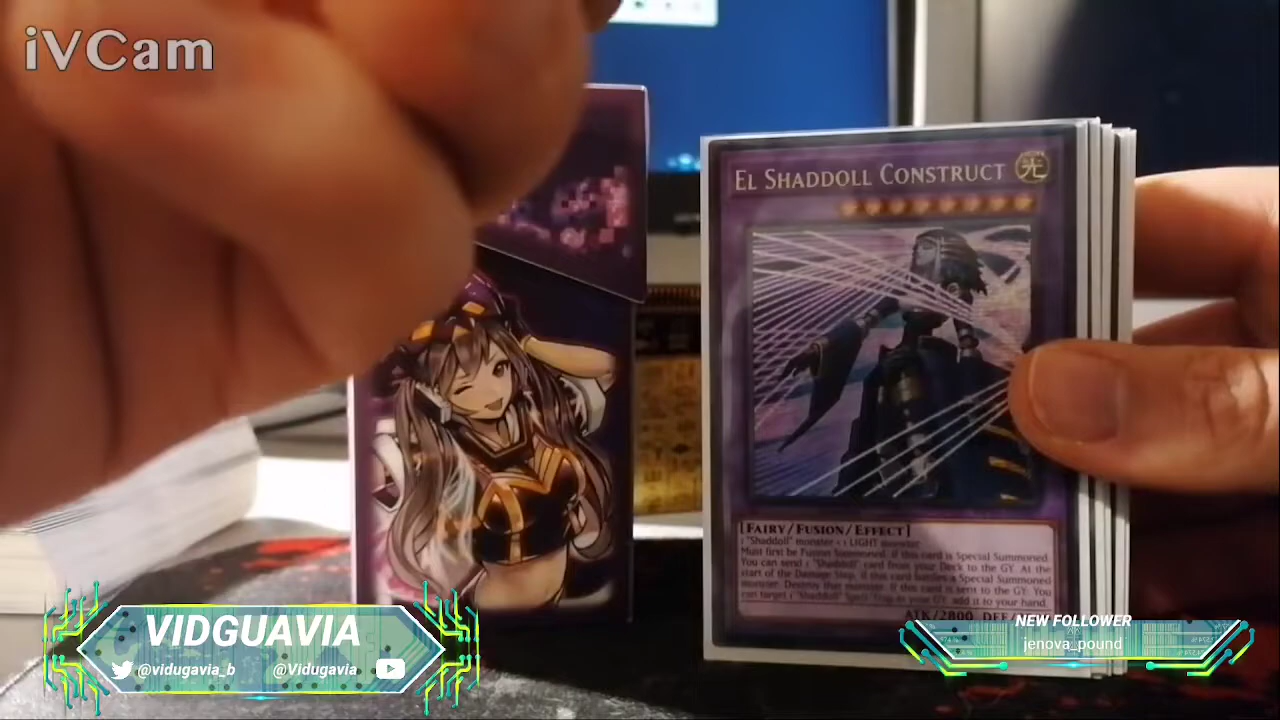 iVCam
EL SHADDOLL CONSTRUCT 光
[FAIRY/FUSION/EFFECT]
1 "Shaddoll" monster + 1 LIGHT monster
Must first be Fusion Summoned. If this card is Special Summoned:
You can send 1 "Shaddoll" card from your Deck to the GY. At the
start of the Damage Step, if this card battles a Special Summoned
monster: Destroy that monster. If this card is sent to the GY: You
can target 1 "Shaddoll" Spell/Trap in your GY; add it to your hand.
ATK/2800 DEF
VIDGUAVIA
@vidugavia_b @Vidugavia
NEW FOLLOWER
jenova_pound